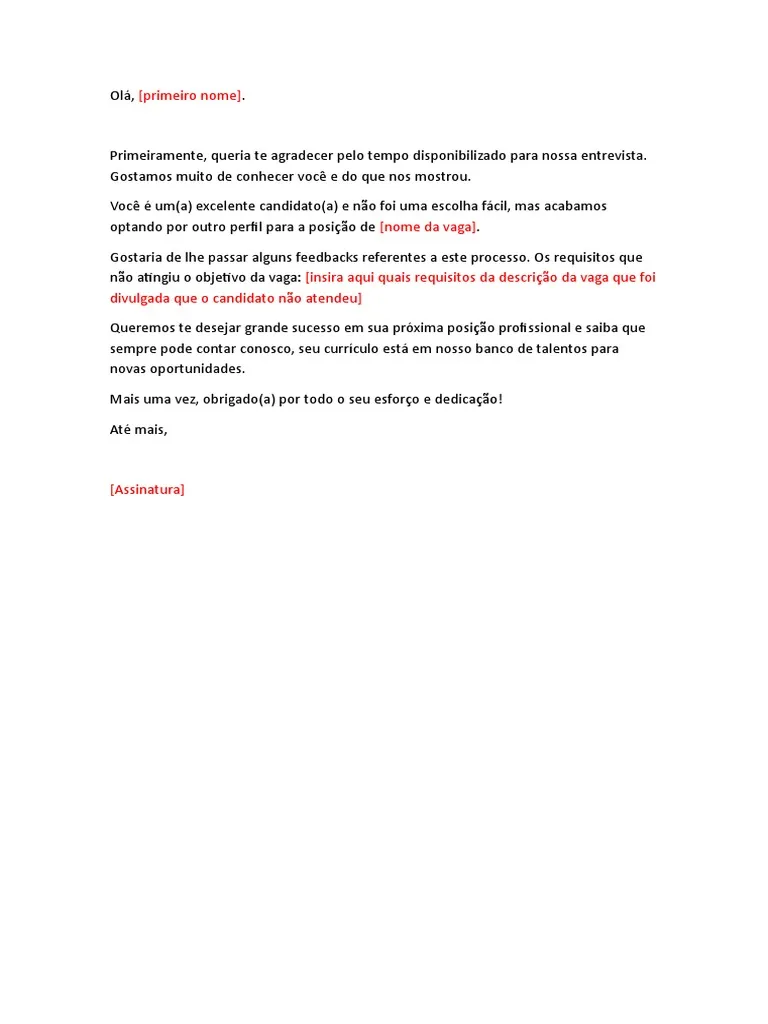 Olá, [primeiro nome].
Primeiramente, queria te agradecer pelo tempo disponibilizado para nossa entrevista.
Gostamos muito de conhecer você e do que nos mostrou.
Você é um(a) excelente candidato(a) e não foi uma escolha fácil, mas acabamos
optando por outro perfil para a posição de [nome da vaga].
Gostaria de lhe passar alguns feedbacks referentes a este processo. Os requisitos que
não atingiu o objetivo da vaga: [insira aqui quais requisitos da descrição da vaga que foi
divulgada que o candidato não atendeu]
Queremos te desejar grande sucesso em sua próxima posição profissional e saiba que
sempre pode contar conosco, seu currículo está em nosso banco de talentos para
novas oportunidades.
Mais uma vez, obrigado(a) por todo o seu esforço e dedicação!
Até mais,
[Assinatura]